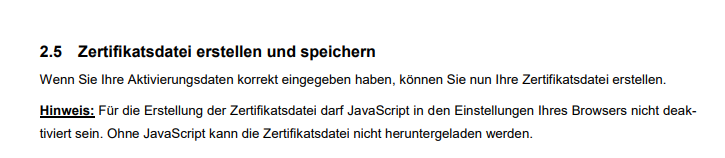 2.5 Zertifikatsdatei erstellen und speichern
Wenn Sie Ihre Aktivierungsdaten korrekt eingegeben haben, können Sie nun Ihre Zertifikatsdatei erstellen.
Hinweis: Für die Erstellung der Zertifikatsdatei darf JavaScript in den Einstellungen Ihres Browsers nicht deak-
tiviert sein. Ohne JavaScript kann die Zertifikatsdatei nicht heruntergeladen werden.